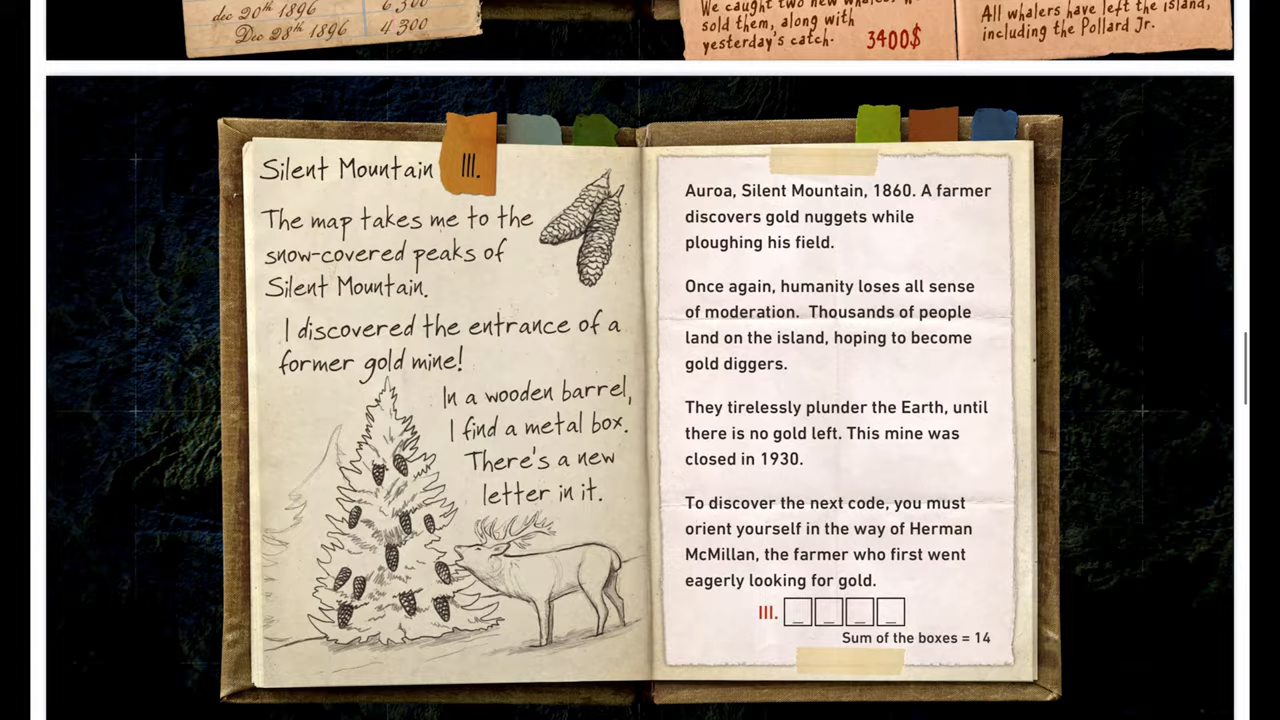 dec 20th 1896 6,300
Dec 28th 1896 4.300
We caught two new
sold them, along with
yesterday's catch. 3400$
All whalers have left the island,
including the Pollard Jr.
Silent Mountain III.
The map takes me to the
snow-covered peaks of
Silent Mountain.
I discovered the entrance of a
former gold mine!
In a wooden barrel,
I find a metal box.
There's a new
letter in it.
Auroa, Silent Mountain, 1860. A farmer
discovers gold nuggets while
ploughing his field.
Once again, humanity loses all sense
of moderation. Thousands of people
land on the island, hoping to become
gold diggers.
They tirelessly plunder the Earth, until
there is no gold left. This mine was
closed in 1930.
To discover the next code, you must
orient yourself in the way of Herman
McMillan, the farmer who first went
eagerly looking for gold.
III.
Sum of the boxes = 14